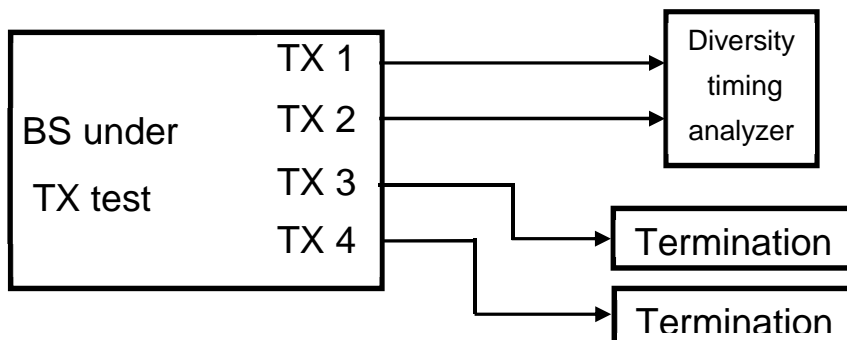 BS under
TX test
TX 1
TX 2
TX 3
TX 4
Diversity
timing
analyzer
Termination
Termination